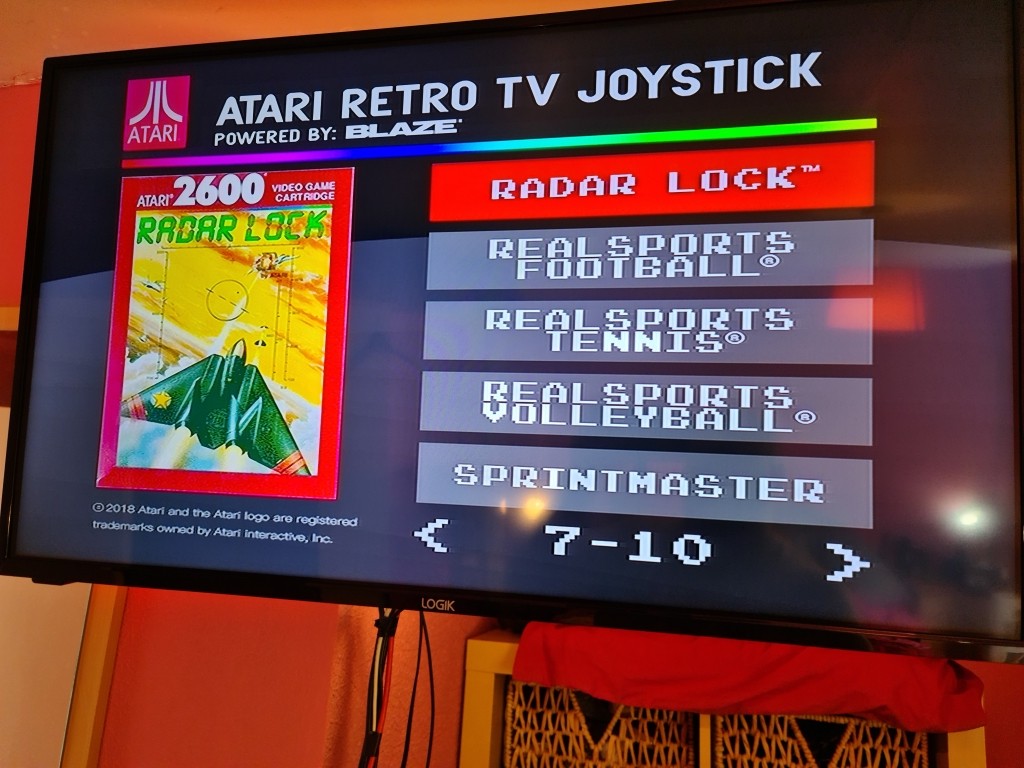 ATARI
ATARI RETRO TV JOYSTICK
POWERED BY: BLAZE®
ATARI® 2600® VIDEO GAME
CARTRIDGE
RADAR LOCK
RADAR LOCK™
REALSPORTS
FOOTBALL®
REALSPORTS
TENNIS®
REALSPORTS
VOLLEYBALL®
SPRINTMASTER
© 2018 Atari and the Atari logo are registered
trademarks owned by Atari Interactive, Inc.
< 7-10 >
LOGIK